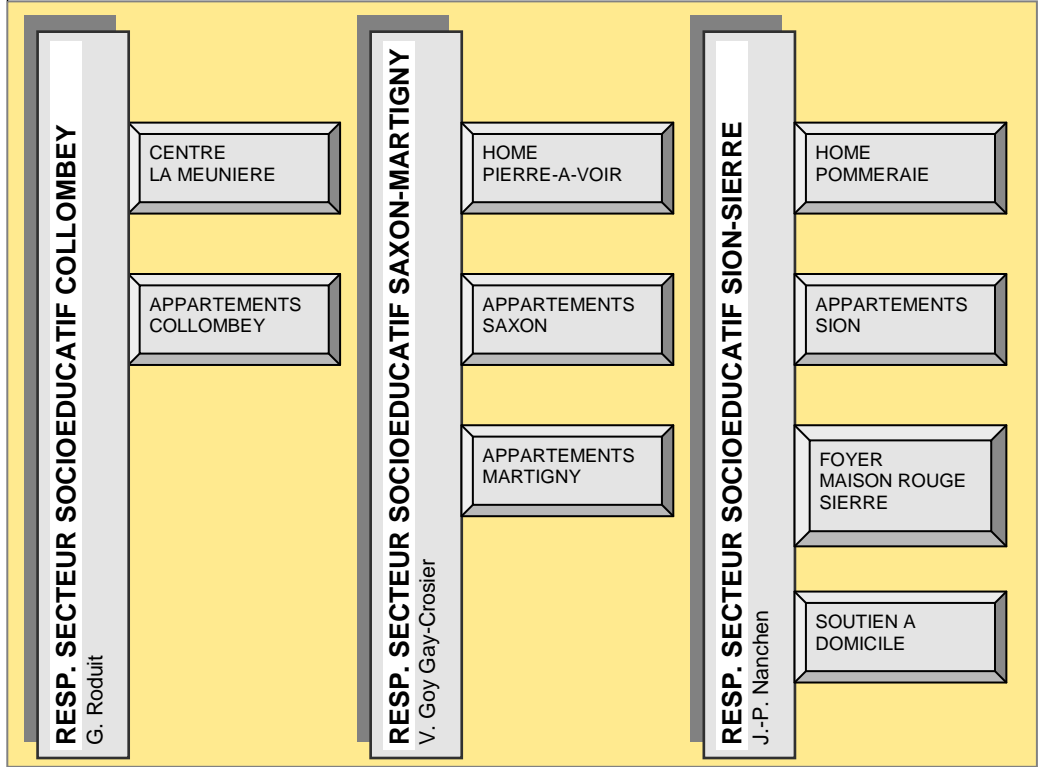 RESP. SECTEUR SOCIOEDUCATIF COLLOMBEY
G. Roduit
CENTRE
LA MEUNIERE
APPARTEMENTS
COLLOMBEY
RESP. SECTEUR SOCIOEDUCATIF SAXON-MARTIGNY
V. Goy Gay-Crosier
HOME
PIERRE-A-VOIR
APPARTEMENTS
SAXON
APPARTEMENTS
MARTIGNY
RESP. SECTEUR SOCIOEDUCATIF SION-SIERRE
J.-P. Nanchen
HOME
POMMERAIE
APPARTEMENTS
SION
FOYER
MAISON ROUGE
SIERRE
SOUTIEN A
DOMICILE